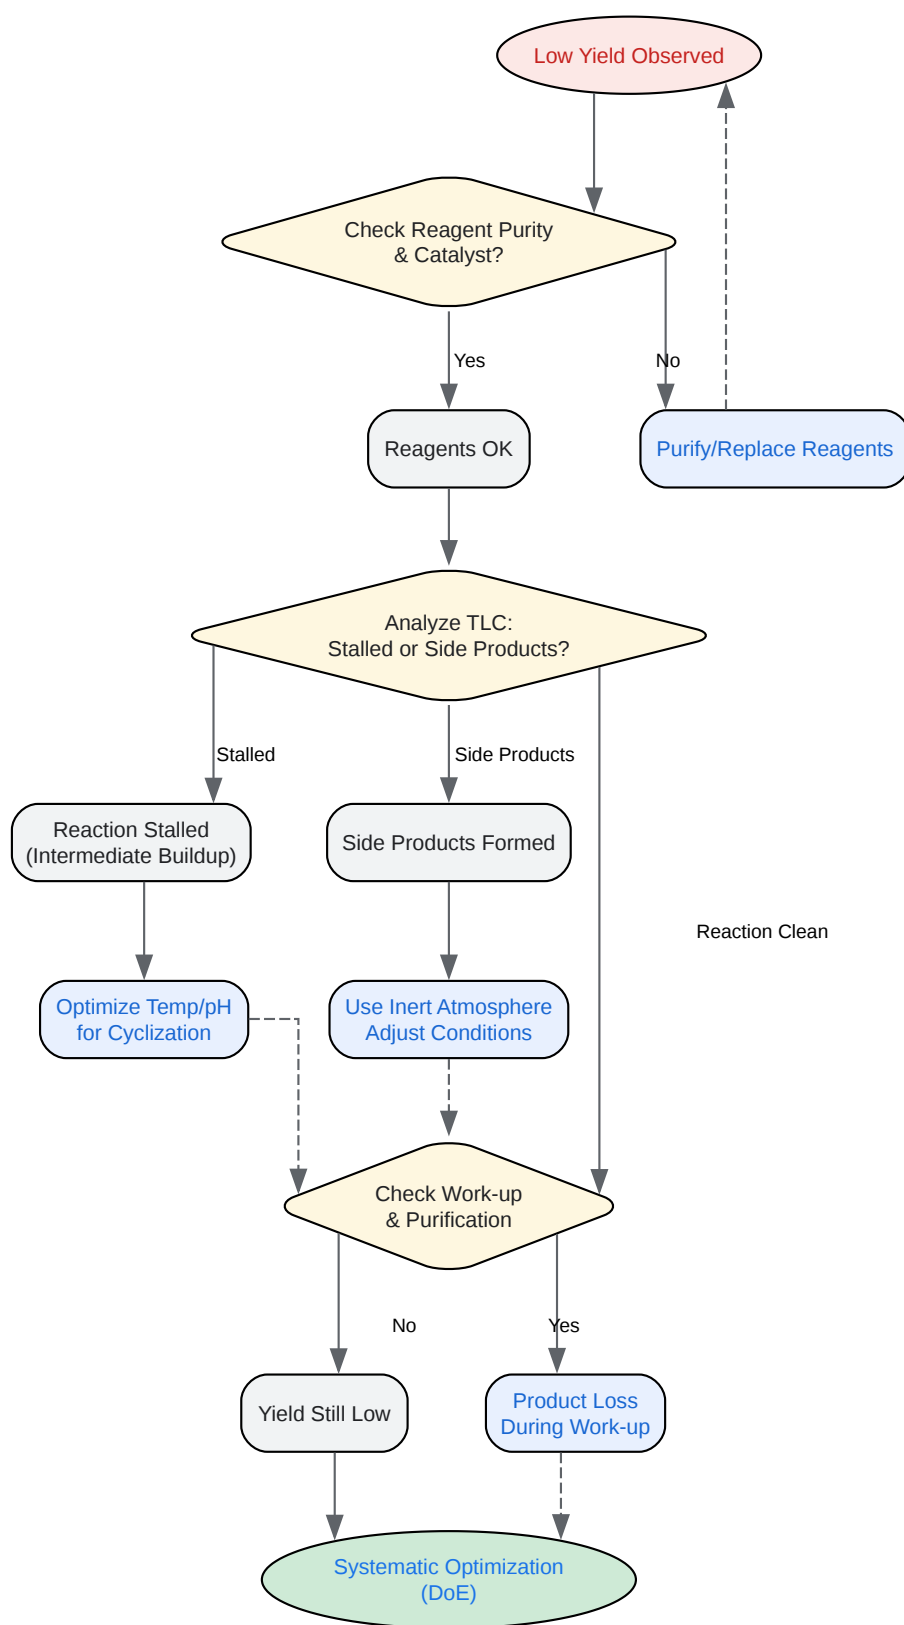 Low Yield Observed
Check Reagent Purity
& Catalyst?
Yes
No
Reagents OK
Purify/Replace Reagents
Analyze TLC:
Stalled or Side Products?
Stalled
Side Products
Reaction Stalled
(Intermediate Buildup)
Side Products Formed
Reaction Clean
Optimize Temp/pH
for Cyclization
Use Inert Atmosphere
Adjust Conditions
Check Work-up
& Purification
No
Yes
Yield Still Low
Product Loss
During Work-up
Systematic Optimization
(DoE)